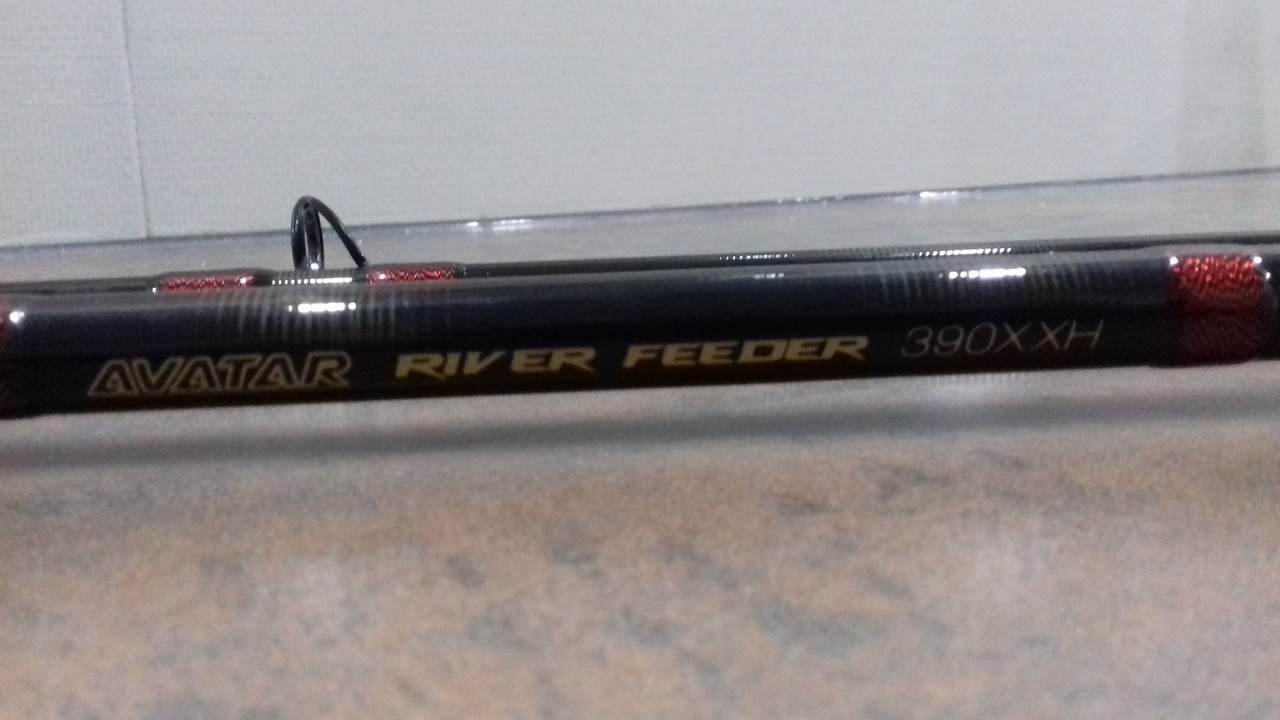 AVATAR RIVER FEEDER 390XXH